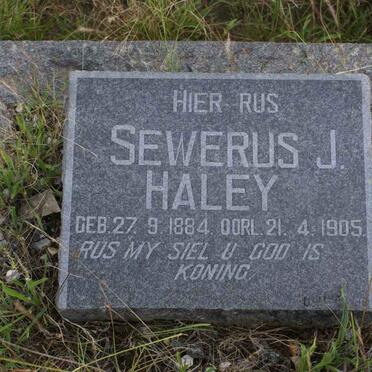 HIER RUS
SEWERUS J.
HALEY
GEB. 27. 9. 1884. OORL. 21. 4. 1905.
RUS MY SIEL U GOD IS
KONING.